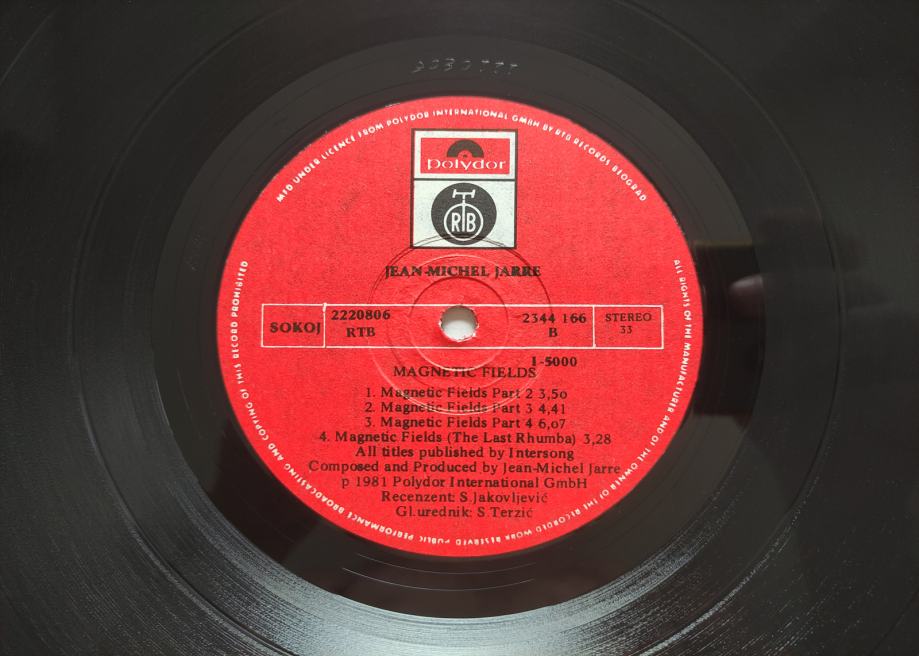 MFD UNDER LICENCE FROM POLYDOR INTERNATIONAL GMBH BY RTB RECORDS BEOGRAD
polydor
RTB
JEAN-MICHEL JARRE
SOKOJ
2220806
RTB
2344 166
B
STEREO
33
1-5000
MAGNETIC FIELDS
1. Magnetic Fields Part 2 3,5o
2. Magnetic Fields Part 3 4,41
3. Magnetic Fields Part 4 6,o7
4. Magnetic Fields (The Last Rhumba) 3,28
All titles published by Intersong
Composed and Produced by Jean-Michel Jarre
p 1981 Polydor International GmbH
Recenzent: S.Jakovljević
Gl.urednik: S.Terzić
ALL RIGHTS OF THE MANUFACTURER AND OF THE OWNER OF THE RECORDED WORK RESERVED PUBLIC PERFORMANCE BROADCASTING AND COPYING OF THIS RECORD PROHIBITED